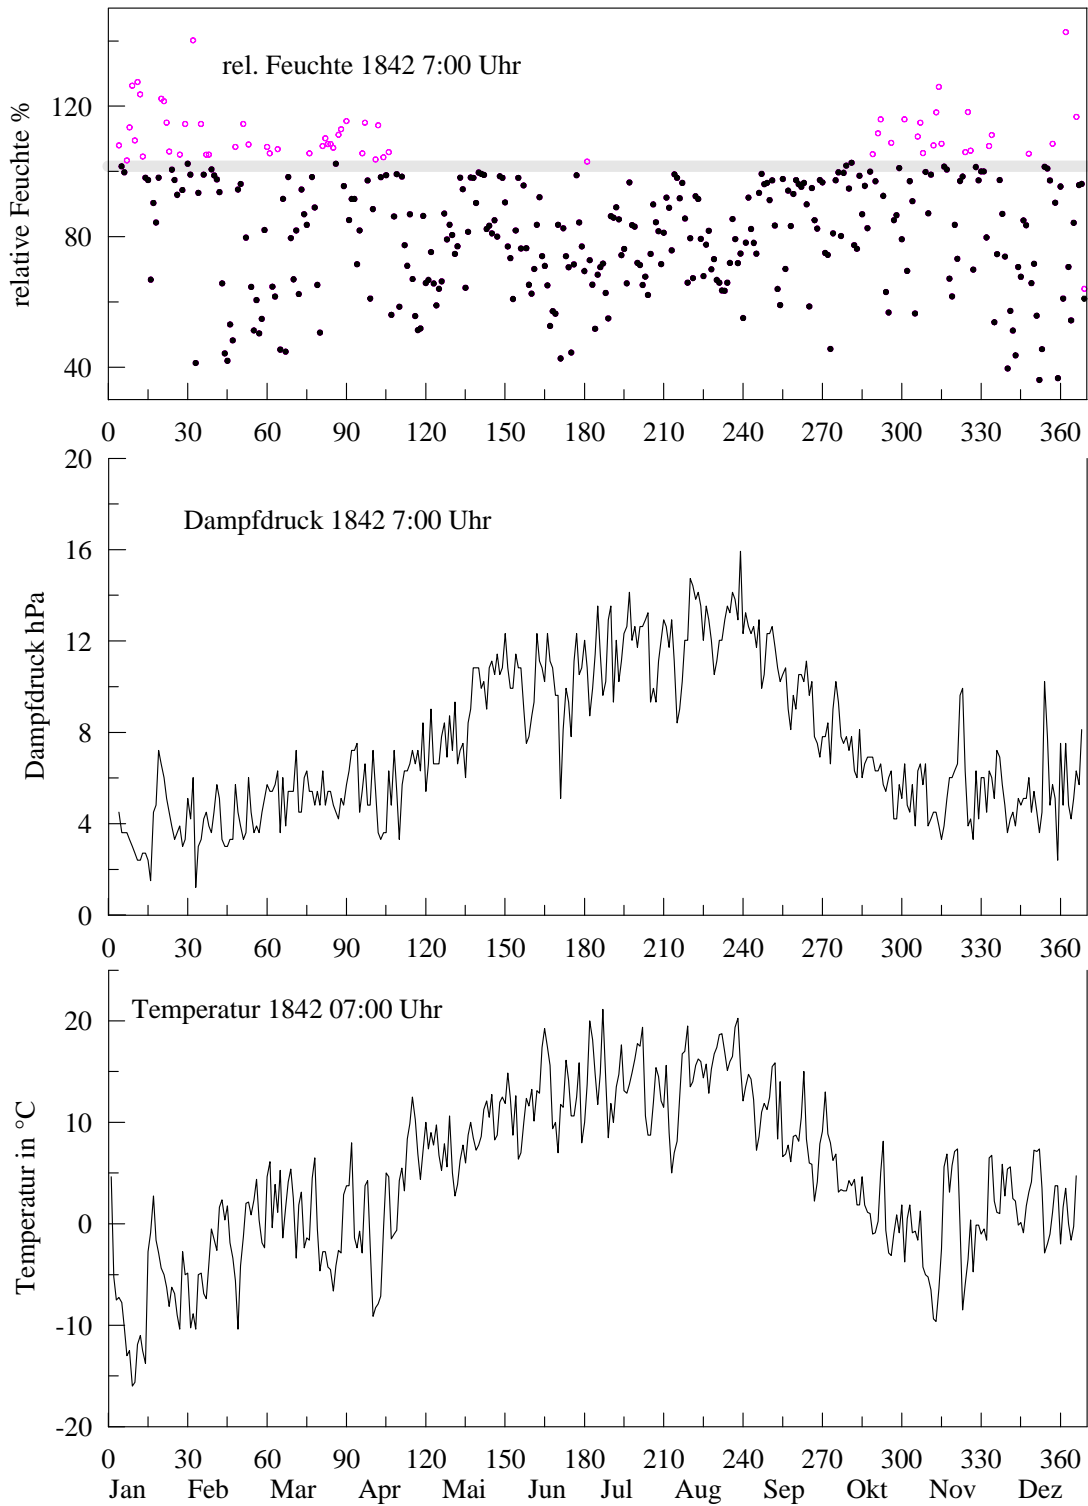 rel. Feuchte 1842 7:00 Uhr
relative Feuchte %
120
80
40
0 30 60 90 120 150 180 210 240 270 300 330 360
Dampfdruck 1842 7:00 Uhr
Dampfdruck hPa
20
16
12
8
4
0
0 30 60 90 120 150 180 210 240 270 300 330 360
Temperatur 1842 07:00 Uhr
Temperatur in °C
20
10
0
-10
-20
0 30 60 90 120 150 180 210 240 270 300 330 360
Jan Feb Mar Apr Mai Jun Jul Aug Sep Okt Nov Dez